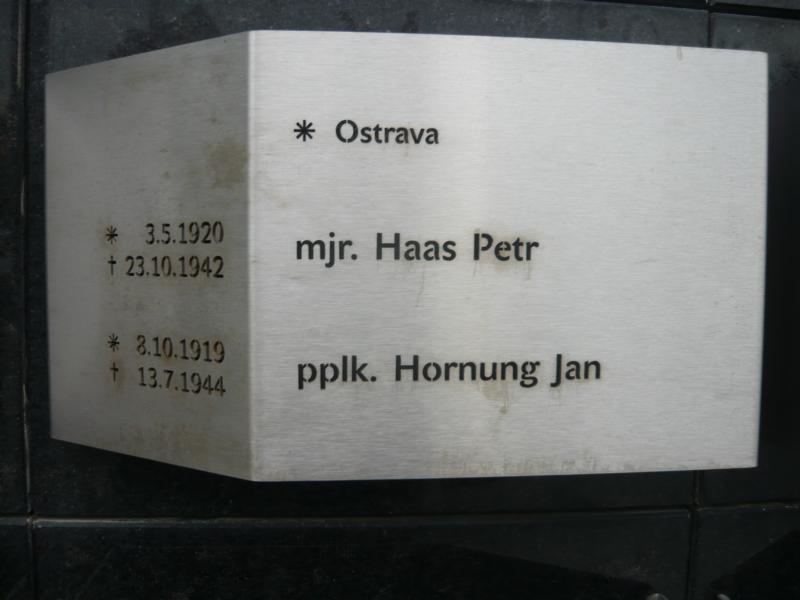 * Ostrava
* 3.5.1920
† 23.10.1942
mjr. Haas Petr
* 8.10.1919
† 13.7.1944
pplk. Hornung Jan